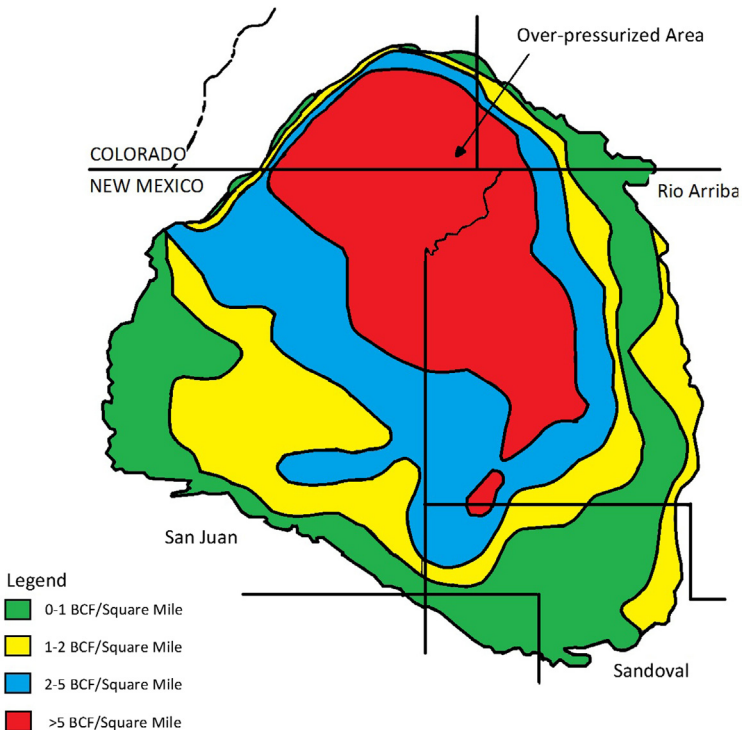 Over-pressurized Area
COLORADO
NEW MEXICO
Rio Arriba
San Juan
Legend
0-1 BCF/Square Mile
1-2 BCF/Square Mile
2-5 BCF/Square Mile
>5 BCF/Square Mile
Sandoval